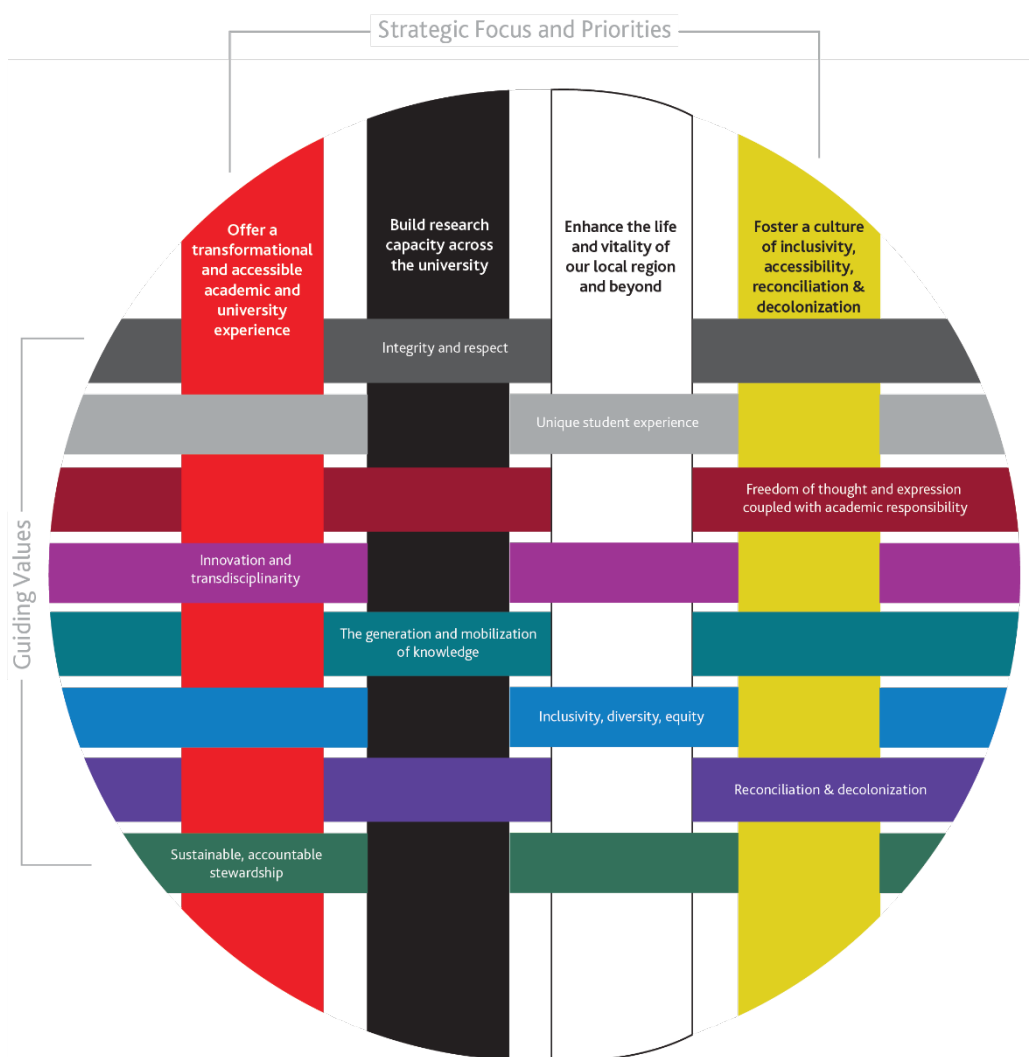 Strategic Focus and Priorities
Offer a
transformational
and accessible
academic and
university
experience
Build research
capacity across
the university
Enhance the life
and vitality of
our local region
and beyond
Foster a culture
of inclusivity,
accessibility,
reconciliation &
decolonization
Guiding Values
Integrity and respect
Unique student experience
Freedom of thought and expression
coupled with academic responsibility
Innovation and
transdisciplinarity
The generation and mobilization
of knowledge
Inclusivity, diversity, equity
Reconciliation & decolonization
Sustainable, accountable
stewardship